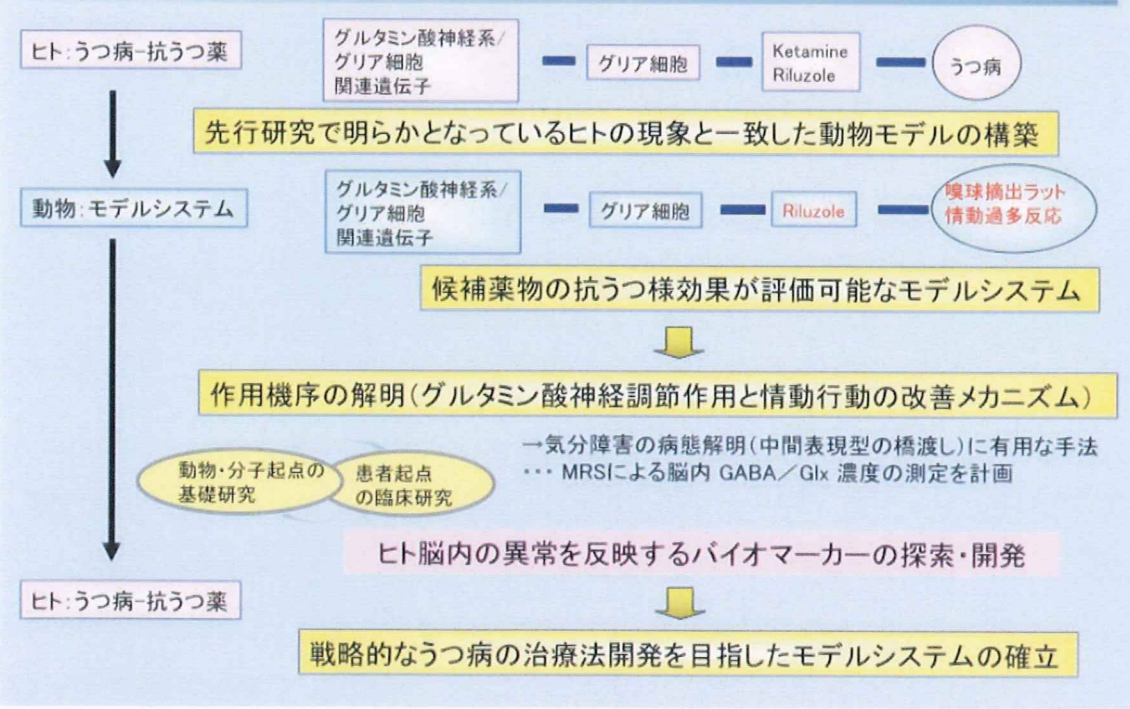 ヒト:うつ病-抗うつ薬
グルタミン酸神経系/
グリア細胞
関連遺伝子
グリア細胞
Ketamine
Riluzole
うつ病
先行研究で明らかとなっているヒトの現象と一致した動物モデルの構築
動物:モデルシステム
グルタミン酸神経系/
グリア細胞
関連遺伝子
グリア細胞
Riluzole
嗅球摘出ラット
情動過多反応
候補薬物の抗うつ様効果が評価可能なモデルシステム
作用機序の解明(グルタミン酸神経調節作用と情動行動の改善メカニズム)
→気分障害の病態解明(中間表現型の橋渡し)に有用な手法
… MRSによる脳内 GABA/Glx 濃度の測定を計画
動物・分子起点の
基礎研究
患者起点
の臨床研究
ヒト脳内の異常を反映するバイオマーカーの探索・開発
ヒト:うつ病-抗うつ薬
戦略的なうつ病の治療法開発を目指したモデルシステムの確立